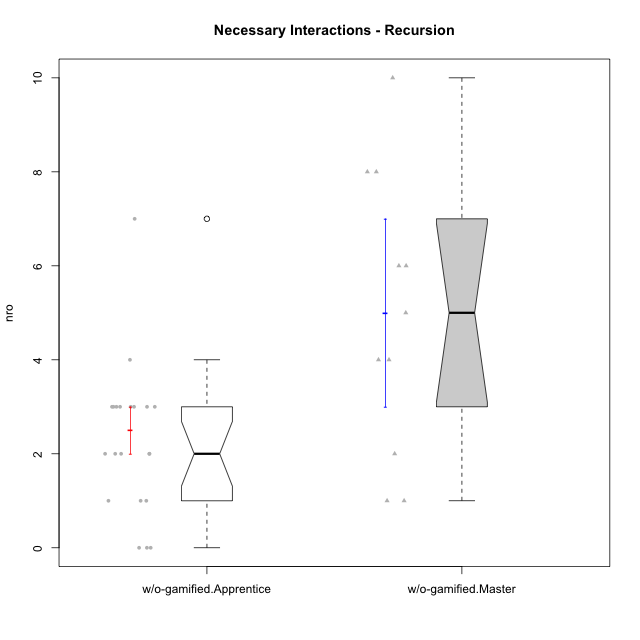 Necessary Interactions - Recursion
10
8
6
4
2
0
nro
w/o-gamified.Apprentice
w/o-gamified.Master